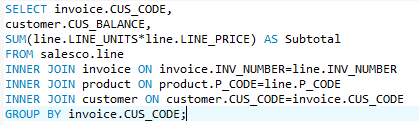 SELECT invoice.CUS_CODE,
customer.CUS_BALANCE,
SUM(line.LINE_UNITS*line.LINE_PRICE) AS Subtotal
FROM salesco.line
INNER JOIN invoice ON invoice.INV_NUMBER=line.INV_NUMBER
INNER JOIN product ON product.P_CODE=line.P_CODE
INNER JOIN customer ON customer.CUS_CODE=invoice.CUS_CODE
GROUP BY invoice.CUS_CODE;